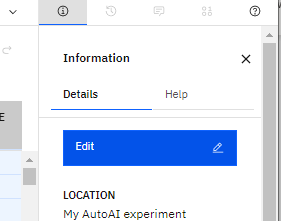 Information
Details
Help
E
Edit
LOCATION
My AutoAI experiment